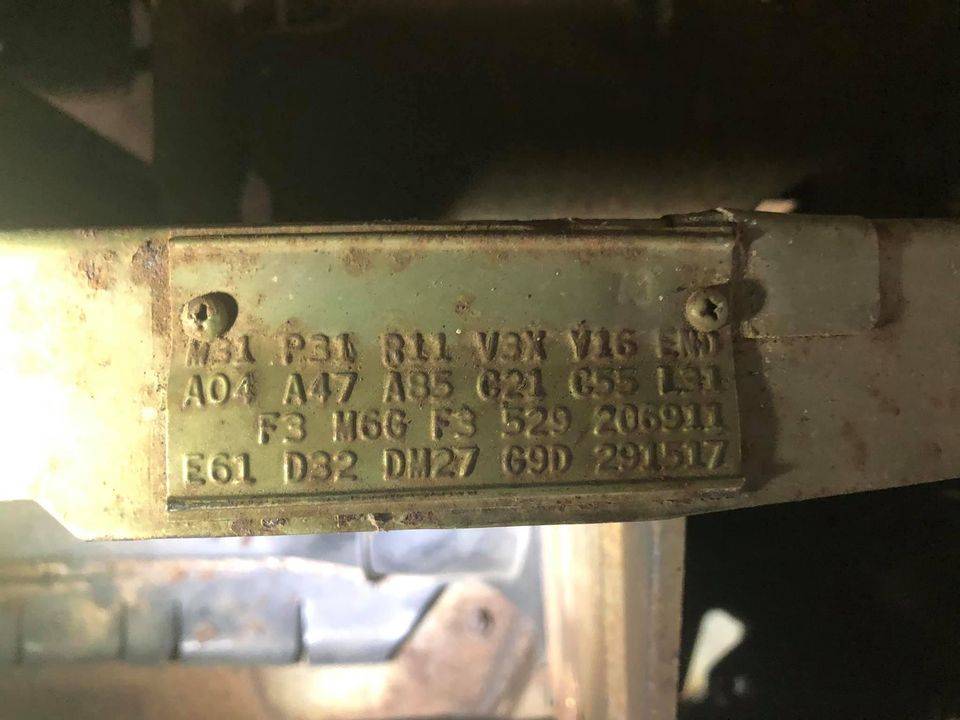 M31 P31 R11 V3X V16 END
A04 A47 A85 C21 C55 L31
F3 M6G F3 529 206911
E61 D32 DM27 G9D 291517